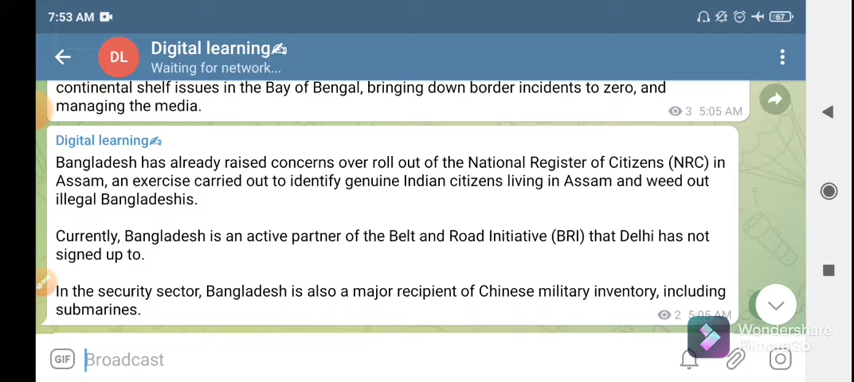 7:53 AM
67
DL
Digital learning✍
Waiting for network...
continental shelf issues in the Bay of Bengal, bringing down border incidents to zero, and
managing the media.
3 5:05 AM
Digital learning✍
Bangladesh has already raised concerns over roll out of the National Register of Citizens (NRC) in
Assam, an exercise carried out to identify genuine Indian citizens living in Assam and weed out
illegal Bangladeshis.
Currently, Bangladesh is an active partner of the Belt and Road Initiative (BRI) that Delhi has not
signed up to.
In the security sector, Bangladesh is also a major recipient of Chinese military inventory, including
submarines.
2 5:05 AM
Wondershare
FilmoraGo
GIF Broadcast